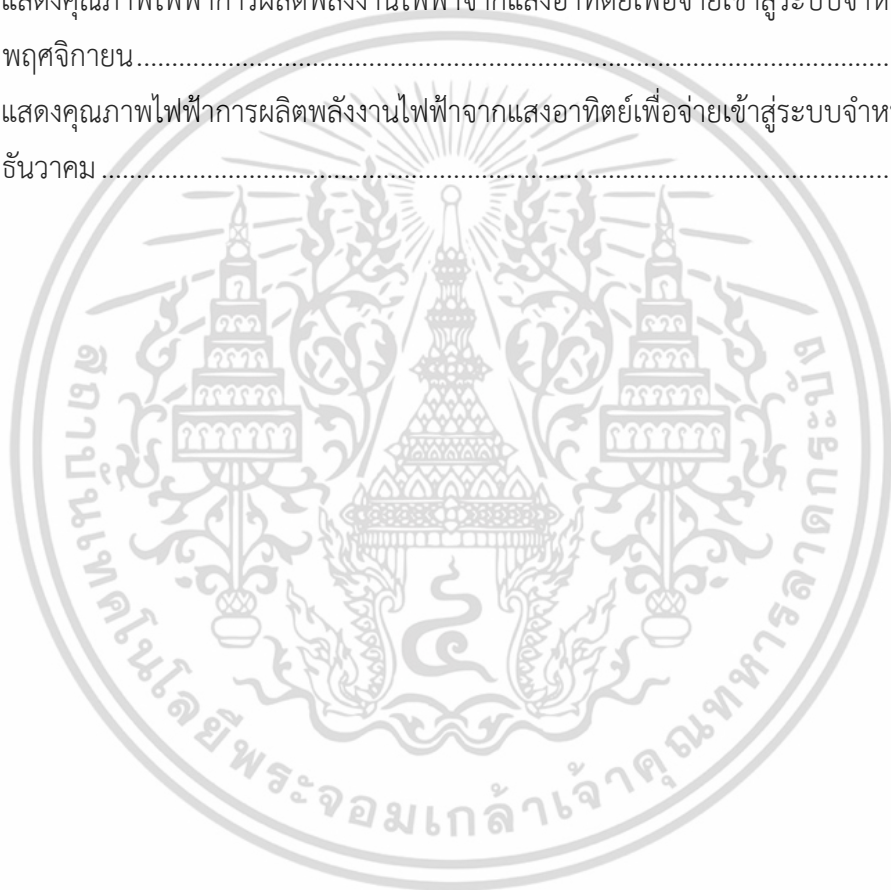 แสดงคุณภาพไฟฟ้าการผลิตพลังงานไฟฟ้าจากแสงอาทิตย์เพื่อจ่ายเข้าสู่ระบบจำห
พฤศจิกายน................................................................................
แสดงคุณภาพไฟฟ้าการผลิตพลังงานไฟฟ้าจากแสงอาทิตย์เพื่อจ่ายเข้าสู่ระบบจำห
ธันวาคม................................................................................
สถาบันเทคโนโลยีพระจอมเกล้าเจ้าคุณทหารลาดกระบัง
๔